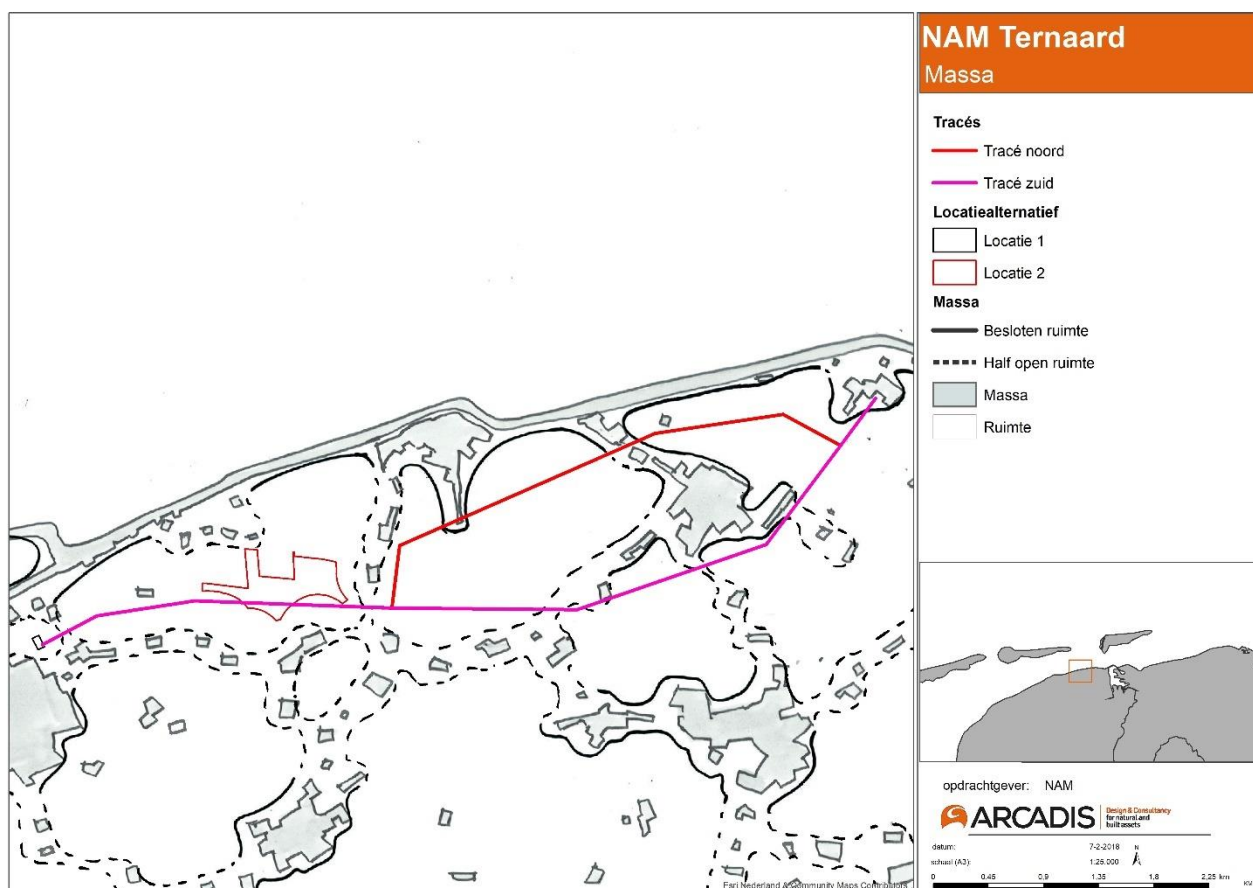 NAM Ternaard
Massa
Tracés
Tracé noord
Tracé zuid
Locatiealternatief
Locatie 1
Locatie 2
Massa
Besloten ruimte
Half open ruimte
Massa
Ruimte
opdrachtgever: NAM
ARCADIS
Design & Consultancy
for natural and
built assets
datum: 7-2-2018 N
schaal (A3): 1:25.000
0 0,45 0,9 1,35 1,8 2,25 km
Esri Nederland & Community Maps Contributors